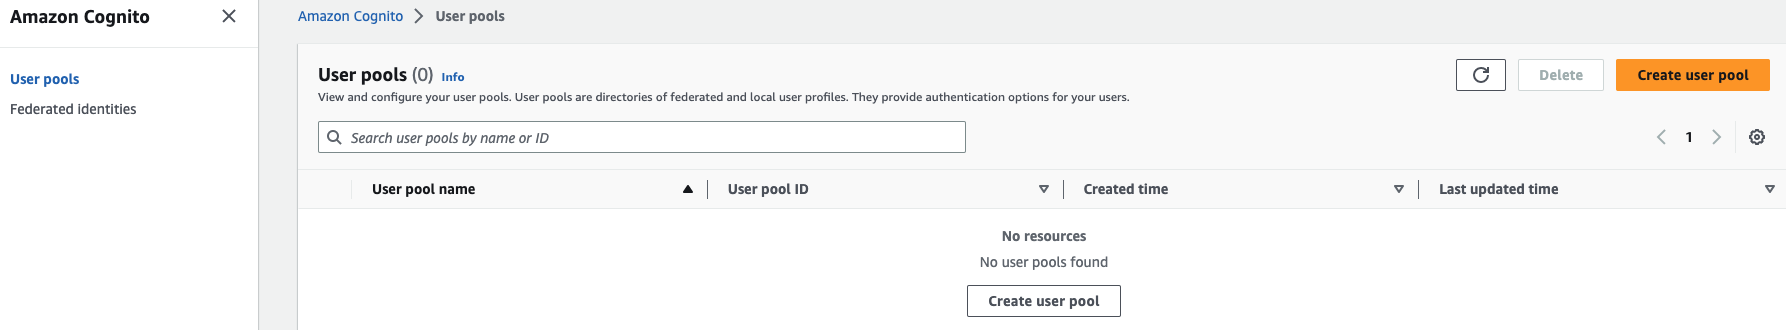 Amazon Cognito
User pools
Federated identities
Amazon Cognito User pools
User pools (0) Info
View and configure your user pools. User pools are directories of federated and local user profiles. They provide authentication options for your users.
Delete
Create user pool
Search user pools by name or ID
1
User pool name User pool ID Created time Last updated time
No resources
No user pools found
Create user pool